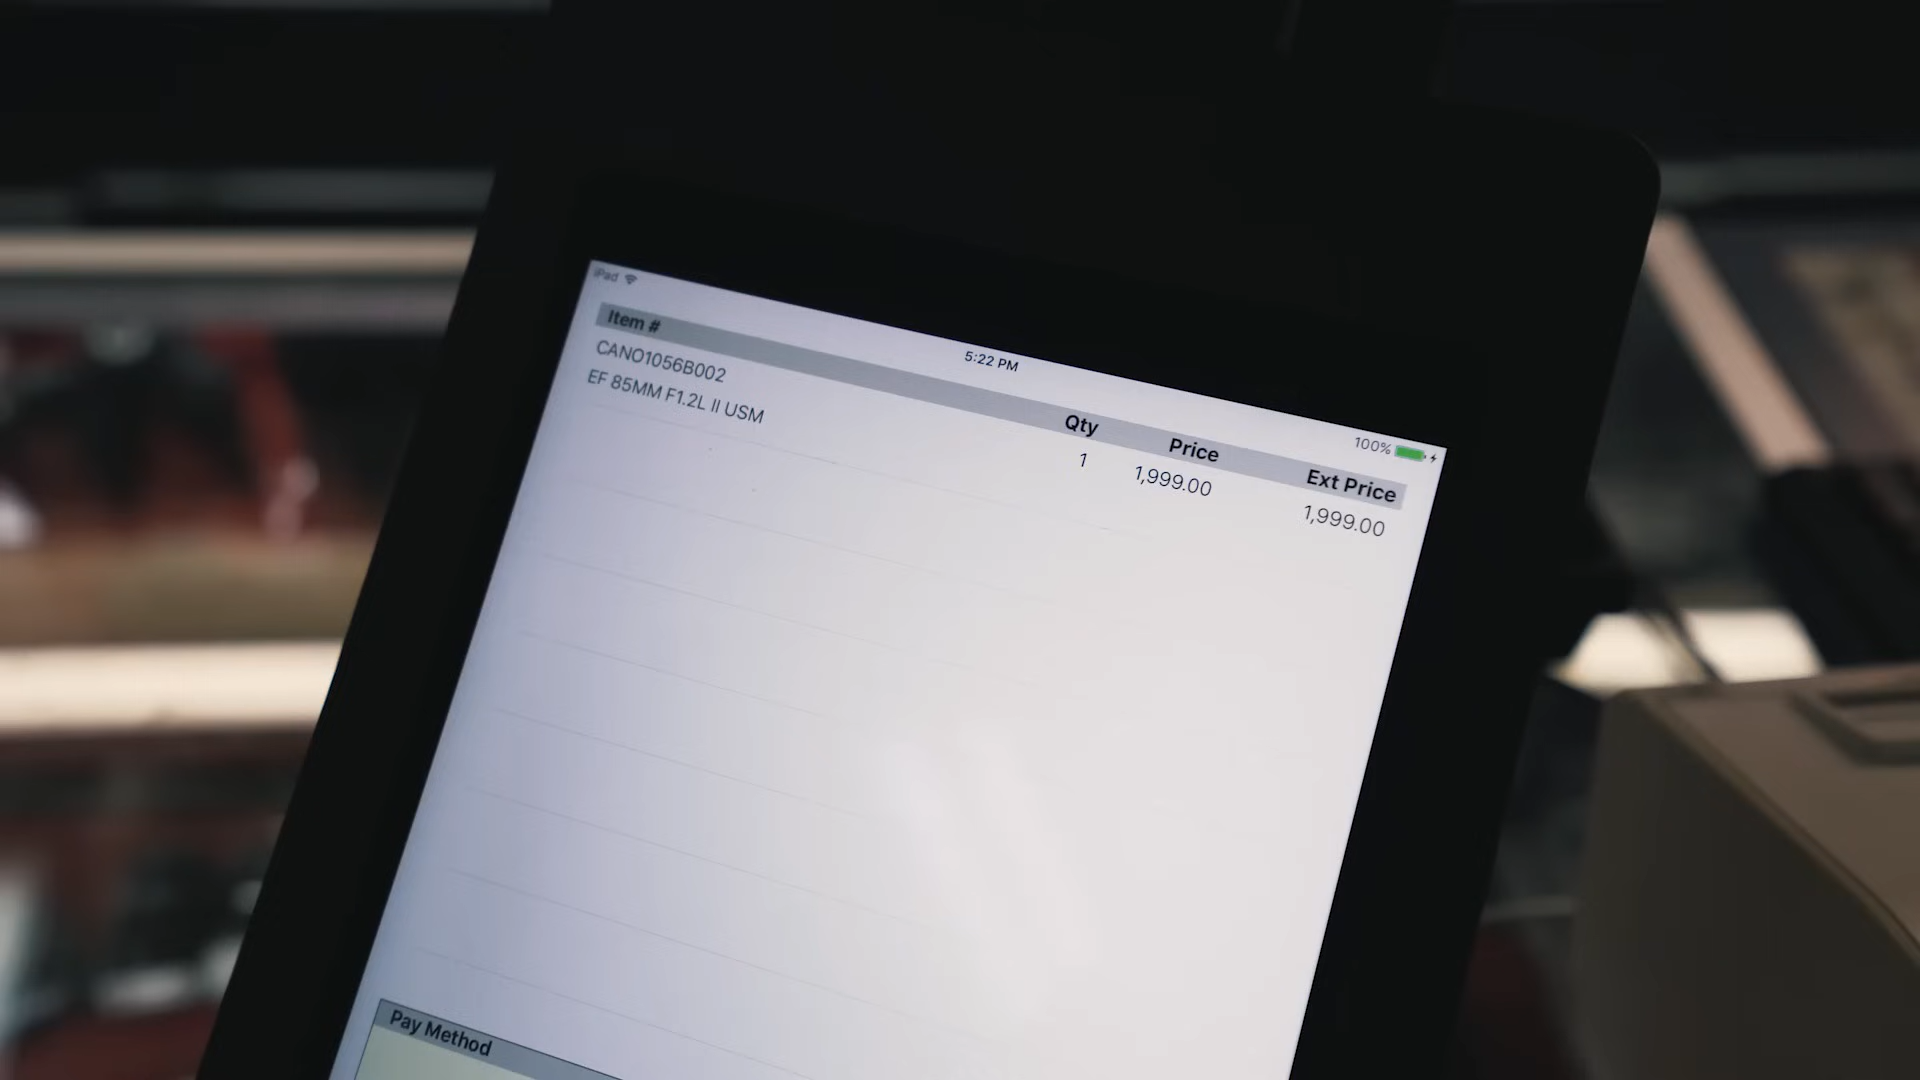 iPad
5:22 PM
100%
Item # Qty Price Ext Price
CANO1056B002 1 1,999.00 1,999.00
EF 85MM F1.2L II USM
Pay Method